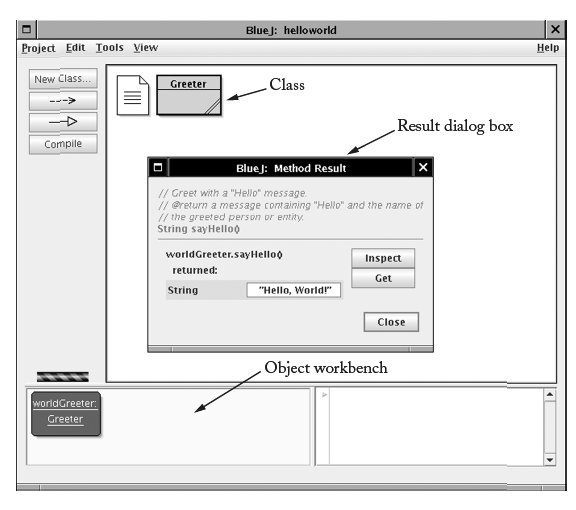 BlueJ: helloworld
Project Edit Tools View Help
New Class...
Compile
Greeter
Class
Result dialog box
BlueJ: Method Result
// Greet with a "Hello" message.
// @return a message containing "Hello" and the name of
// the greeted person or entity.
String sayHello()
worldGreeter.sayHello()
returned:
String "Hello, World!"
Inspect
Get
Close
Object workbench
worldGreeter:
Greeter